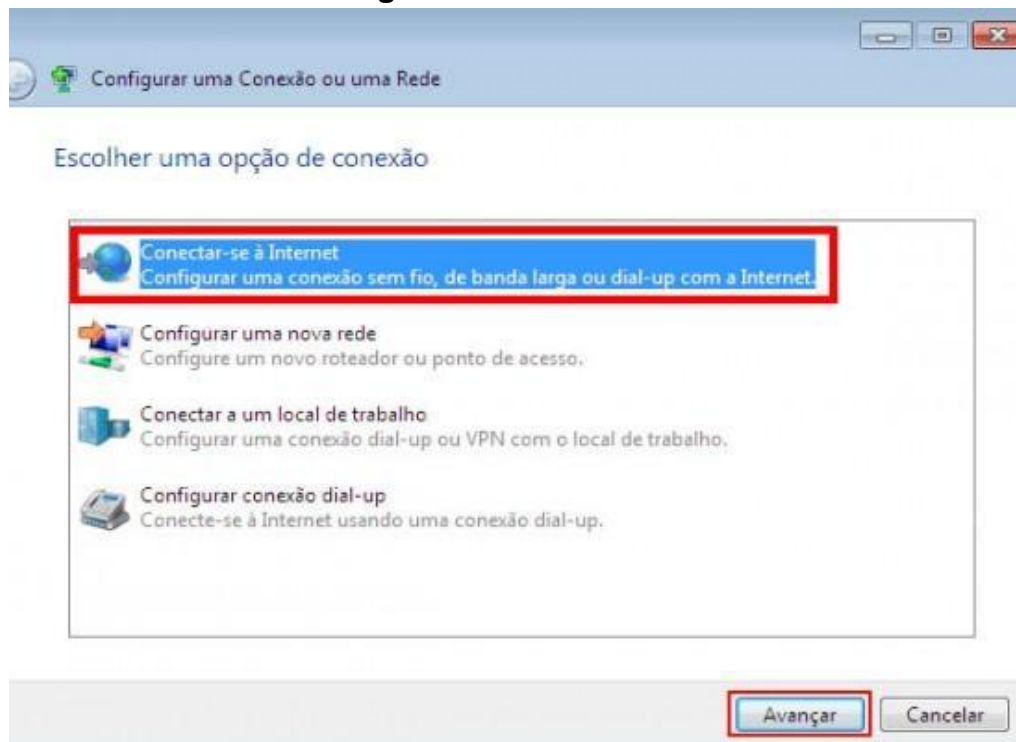 Configurar uma Conexão ou uma Rede
Escolher uma opção de conexão
Conectar-se à Internet
Configurar uma conexão sem fio, de banda larga ou dial-up com a Internet.
Configurar uma nova rede
Configure um novo roteador ou ponto de acesso.
Conectar a um local de trabalho
Configurar uma conexão dial-up ou VPN com o local de trabalho.
Configurar conexão dial-up
Conecte-se à Internet usando uma conexão dial-up.
Avançar Cancelar